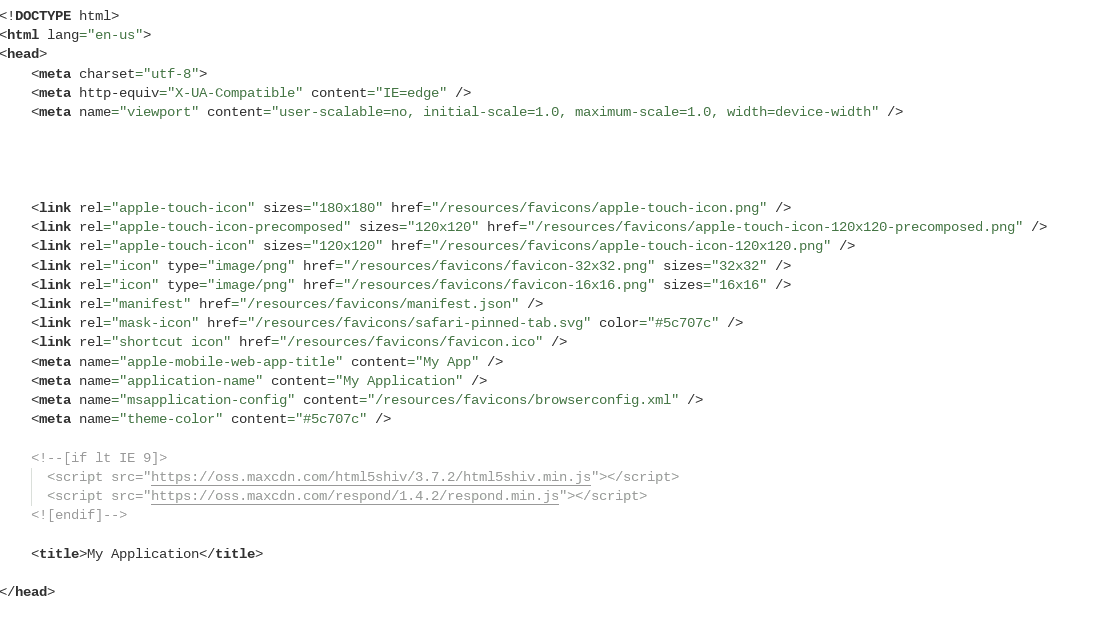 <!DOCTYPE html>
<html lang="en-us">
<head>
    <meta charset="utf-8">
    <meta http-equiv="X-UA-Compatible" content="IE=edge" />
    <meta name="viewport" content="user-scalable=no, initial-scale=1.0, maximum-scale=1.0, width=device-width" />
    <link rel="apple-touch-icon" sizes="180x180" href="/resources/favicons/apple-touch-icon.png" />
    <link rel="apple-touch-icon-precomposed" sizes="120x120" href="/resources/favicons/apple-touch-icon-120x120-precomposed.png" />
    <link rel="apple-touch-icon" sizes="120x120" href="/resources/favicons/apple-touch-icon-120x120.png" />
    <link rel="icon" type="image/png" href="/resources/favicons/favicon-32x32.png" sizes="32x32" />
    <link rel="icon" type="image/png" href="/resources/favicons/favicon-16x16.png" sizes="16x16" />
    <link rel="manifest" href="/resources/favicons/manifest.json" />
    <link rel="mask-icon" href="/resources/favicons/safari-pinned-tab.svg" color="#5c707c" />
    <link rel="shortcut icon" href="/resources/favicons/favicon.ico" />
    <meta name="apple-mobile-web-app-title" content="My App" />
    <meta name="application-name" content="My Application" />
    <meta name="msapplication-config" content="/resources/favicons/browserconfig.xml" />
    <meta name="theme-color" content="#5c707c" />
    <!--[if lt IE 9]>
      <script src="https://oss.maxcdn.com/html5shiv/3.7.2/html5shiv.min.js"></script>
      <script src="https://oss.maxcdn.com/respond/1.4.2/respond.min.js"></script>
    <![endif]-->
    <title>My Application</title>
</head>